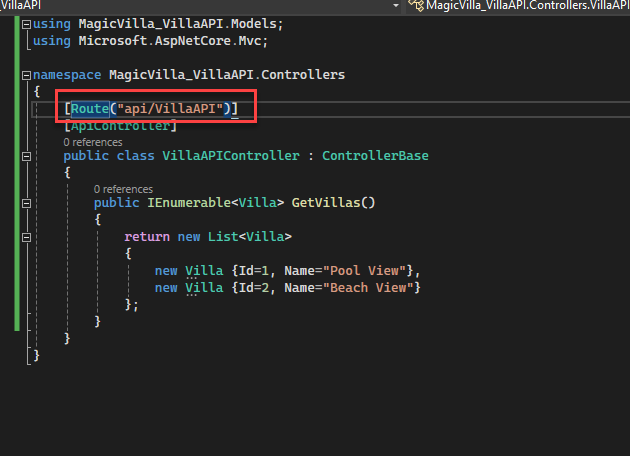 _VillaAPI
MagicVilla_VillaAPI.Controllers.VillaAPI
using MagicVilla_VillaAPI.Models;
using Microsoft.AspNetCore.Mvc;
namespace MagicVilla_VillaAPI.Controllers
{
[Route("api/VillaAPI")]
[ApiController]
0 references
public class VillaAPIController : ControllerBase
{
0 references
public IEnumerable<Villa> GetVillas()
{
return new List<Villa>
{
new Villa {Id=1, Name="Pool View"},
new Villa {Id=2, Name="Beach View"}
};
}
}
}